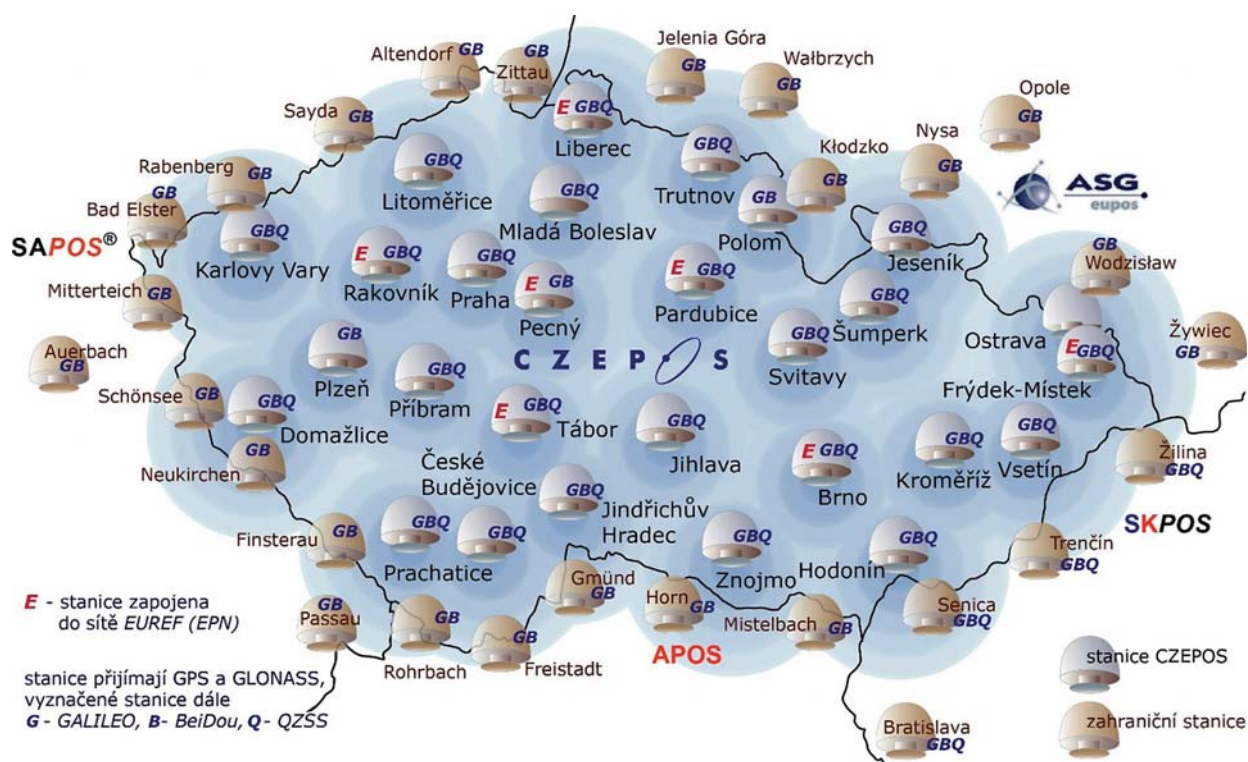 Altendorf GB
GB
Zittau
Jelenia Góra
GB
Wałbrzych
GB
Opole
GB
Sayda
GB
E GBQ
Liberec
GBQ
Litoměřice
GBQ
Trutnov
Kłodzko
GB
Nysa
GB
ASG
eupos
Rabenberg
GB
GB
Bad Elster
SAPOS®
GBQ
Karlovy Vary
GBQ
Mladá Boleslav
GB
Polom
GBQ
Jeseník
GB
Wodzisław
E GBQ
Rakovník
GBQ
Praha
E GB
Pecný
E GBQ
Pardubice
GBQ
Šumperk
Mitterteich GB
Ostrava
E GBQ
Frýdek-Místek
Żywiec
GB
Auerbach
GB
GB
Plzeň
CZEPOS
GBQ
Svitavy
Schönsee GB
GBQ
Domažlice
GBQ
Příbram
E GBQ
Tábor
GBQ
Jihlava
E GBQ
Brno
GBQ
Kroměříž
GBQ
Vsetín
Žilina
GBQ
Neukirchen GB
České
Budějovice
GBQ
Jindřichův
Hradec
SKPOS
Finsterau GB
GBQ
Prachatice
GBQ
GBQ
Znojmo
GBQ
Hodonín
Trenčín
GBQ
Gmünd
GB
Horn
GB
APOS
Mistelbach GB
Senica
GBQ
E - stanice zapojena
do sítě EUREF (EPN)
GB
Passau
GB
Rohrbach
GB
Freistadt
stanice přijímají GPS a GLONASS,
vyznačené stanice dále
G - GALILEO, B- BeiDou, Q - QZSS
Bratislava
GBQ
stanice CZEPOS
zahraniční stanice